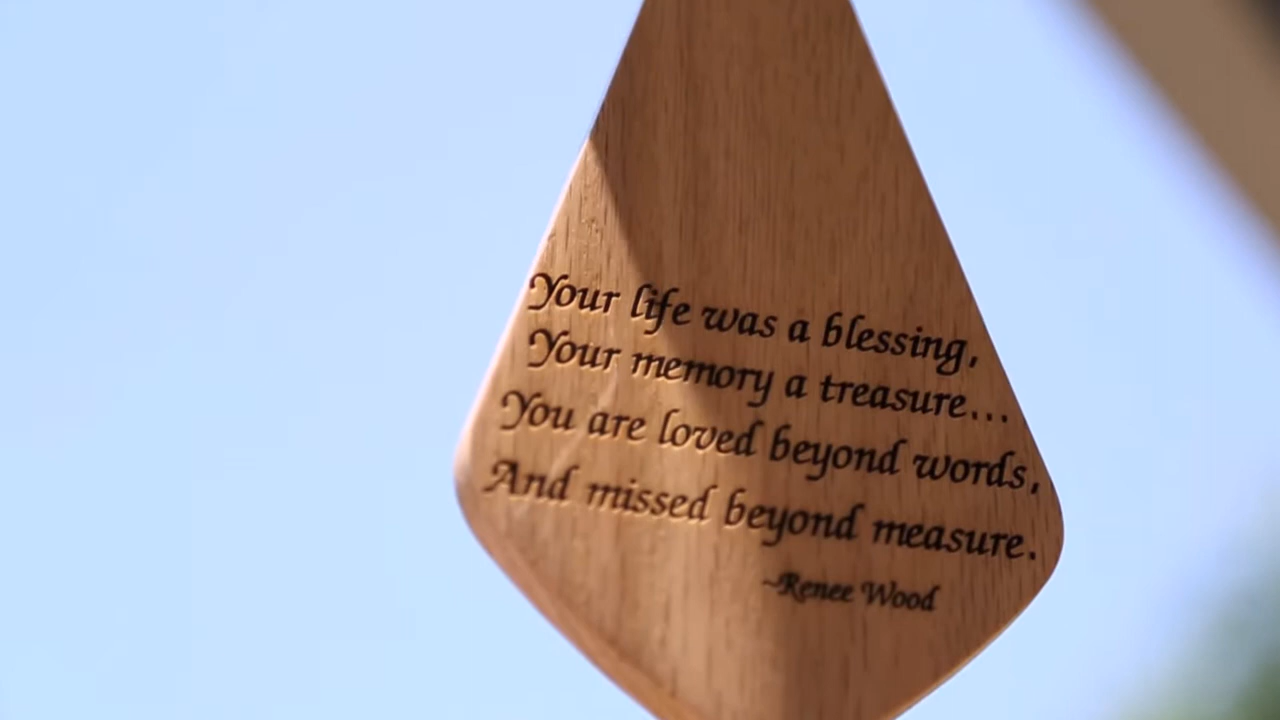 Your life was a blessing,
Your memory a treasure...
You are loved beyond words,
And missed beyond measure.
~Renee Wood